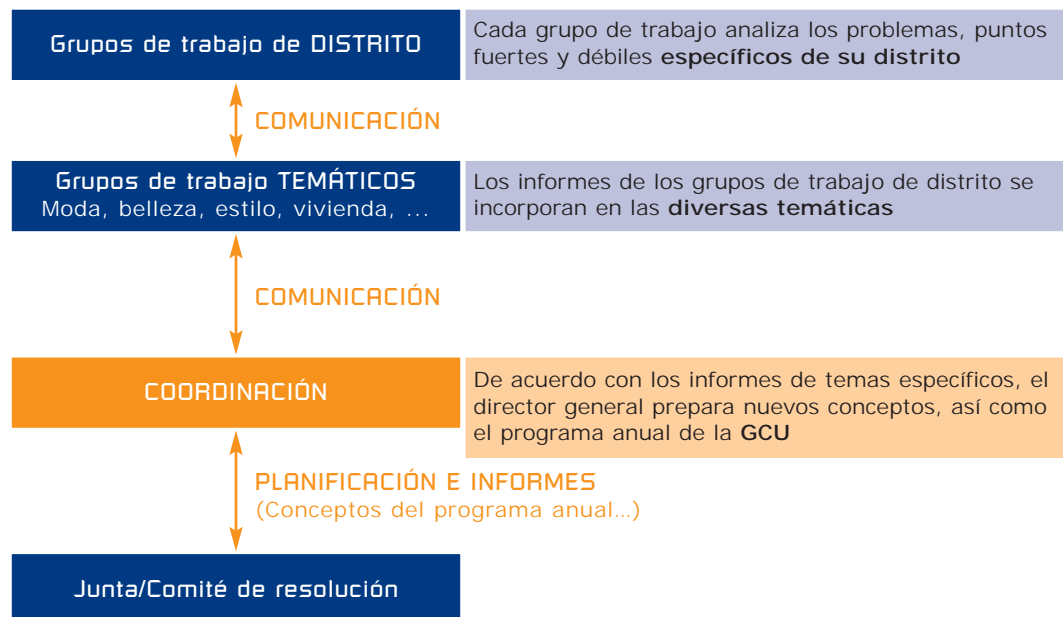 Grupos de trabajo de DISTRITO
Cada grupo de trabajo analiza los problemas, puntos
fuertes y débiles específicos de su distrito
COMUNICACIÓN
Grupos de trabajo TEMÁTICOS
Moda, belleza, estilo, vivienda, ...
Los informes de los grupos de trabajo de distrito se
incorporan en las diversas temáticas
COMUNICACIÓN
COORDINACIÓN
De acuerdo con los informes de temas específicos, el
director general prepara nuevos conceptos, así como
el programa anual de la GCU
PLANIFICACIÓN E INFORMES
(Conceptos del programa anual...)
Junta/Comité de resolución